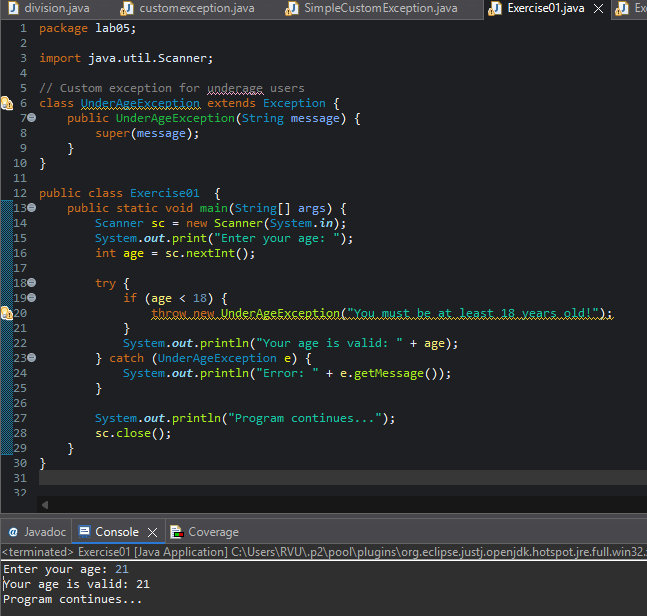 division.java customexception.java SimpleCustomException.java Exercise01.java Ex
1 package lab05;
2
3 import java.util.Scanner;
4
5 // Custom exception for underage users
6 class UnderAgeException extends Exception {
7 public UnderAgeException(String message) {
8 super(message);
9 }
10 }
11
12 public class Exercise01 {
13 public static void main(String[] args) {
14 Scanner sc = new Scanner(System.in);
15 System.out.print("Enter your age: ");
16 int age = sc.nextInt();
17
18 try {
19 if (age < 18) {
20 throw new UnderAgeException("You must be at least 18 years old!");
21 }
22 System.out.println("Your age is valid: " + age);
23 } catch (UnderAgeException e) {
24 System.out.println("Error: " + e.getMessage());
25 }
26
27 System.out.println("Program continues...");
28 sc.close();
29 }
30 }
31
32
@ Javadoc Console Coverage
<terminated> Exercise01 [Java Application] C:\Users\RVU\.p2\pool\plugins\org.eclipse.justj.openjdk.hotspot.jre.full.win32.
Enter your age: 21
Your age is valid: 21
Program continues...